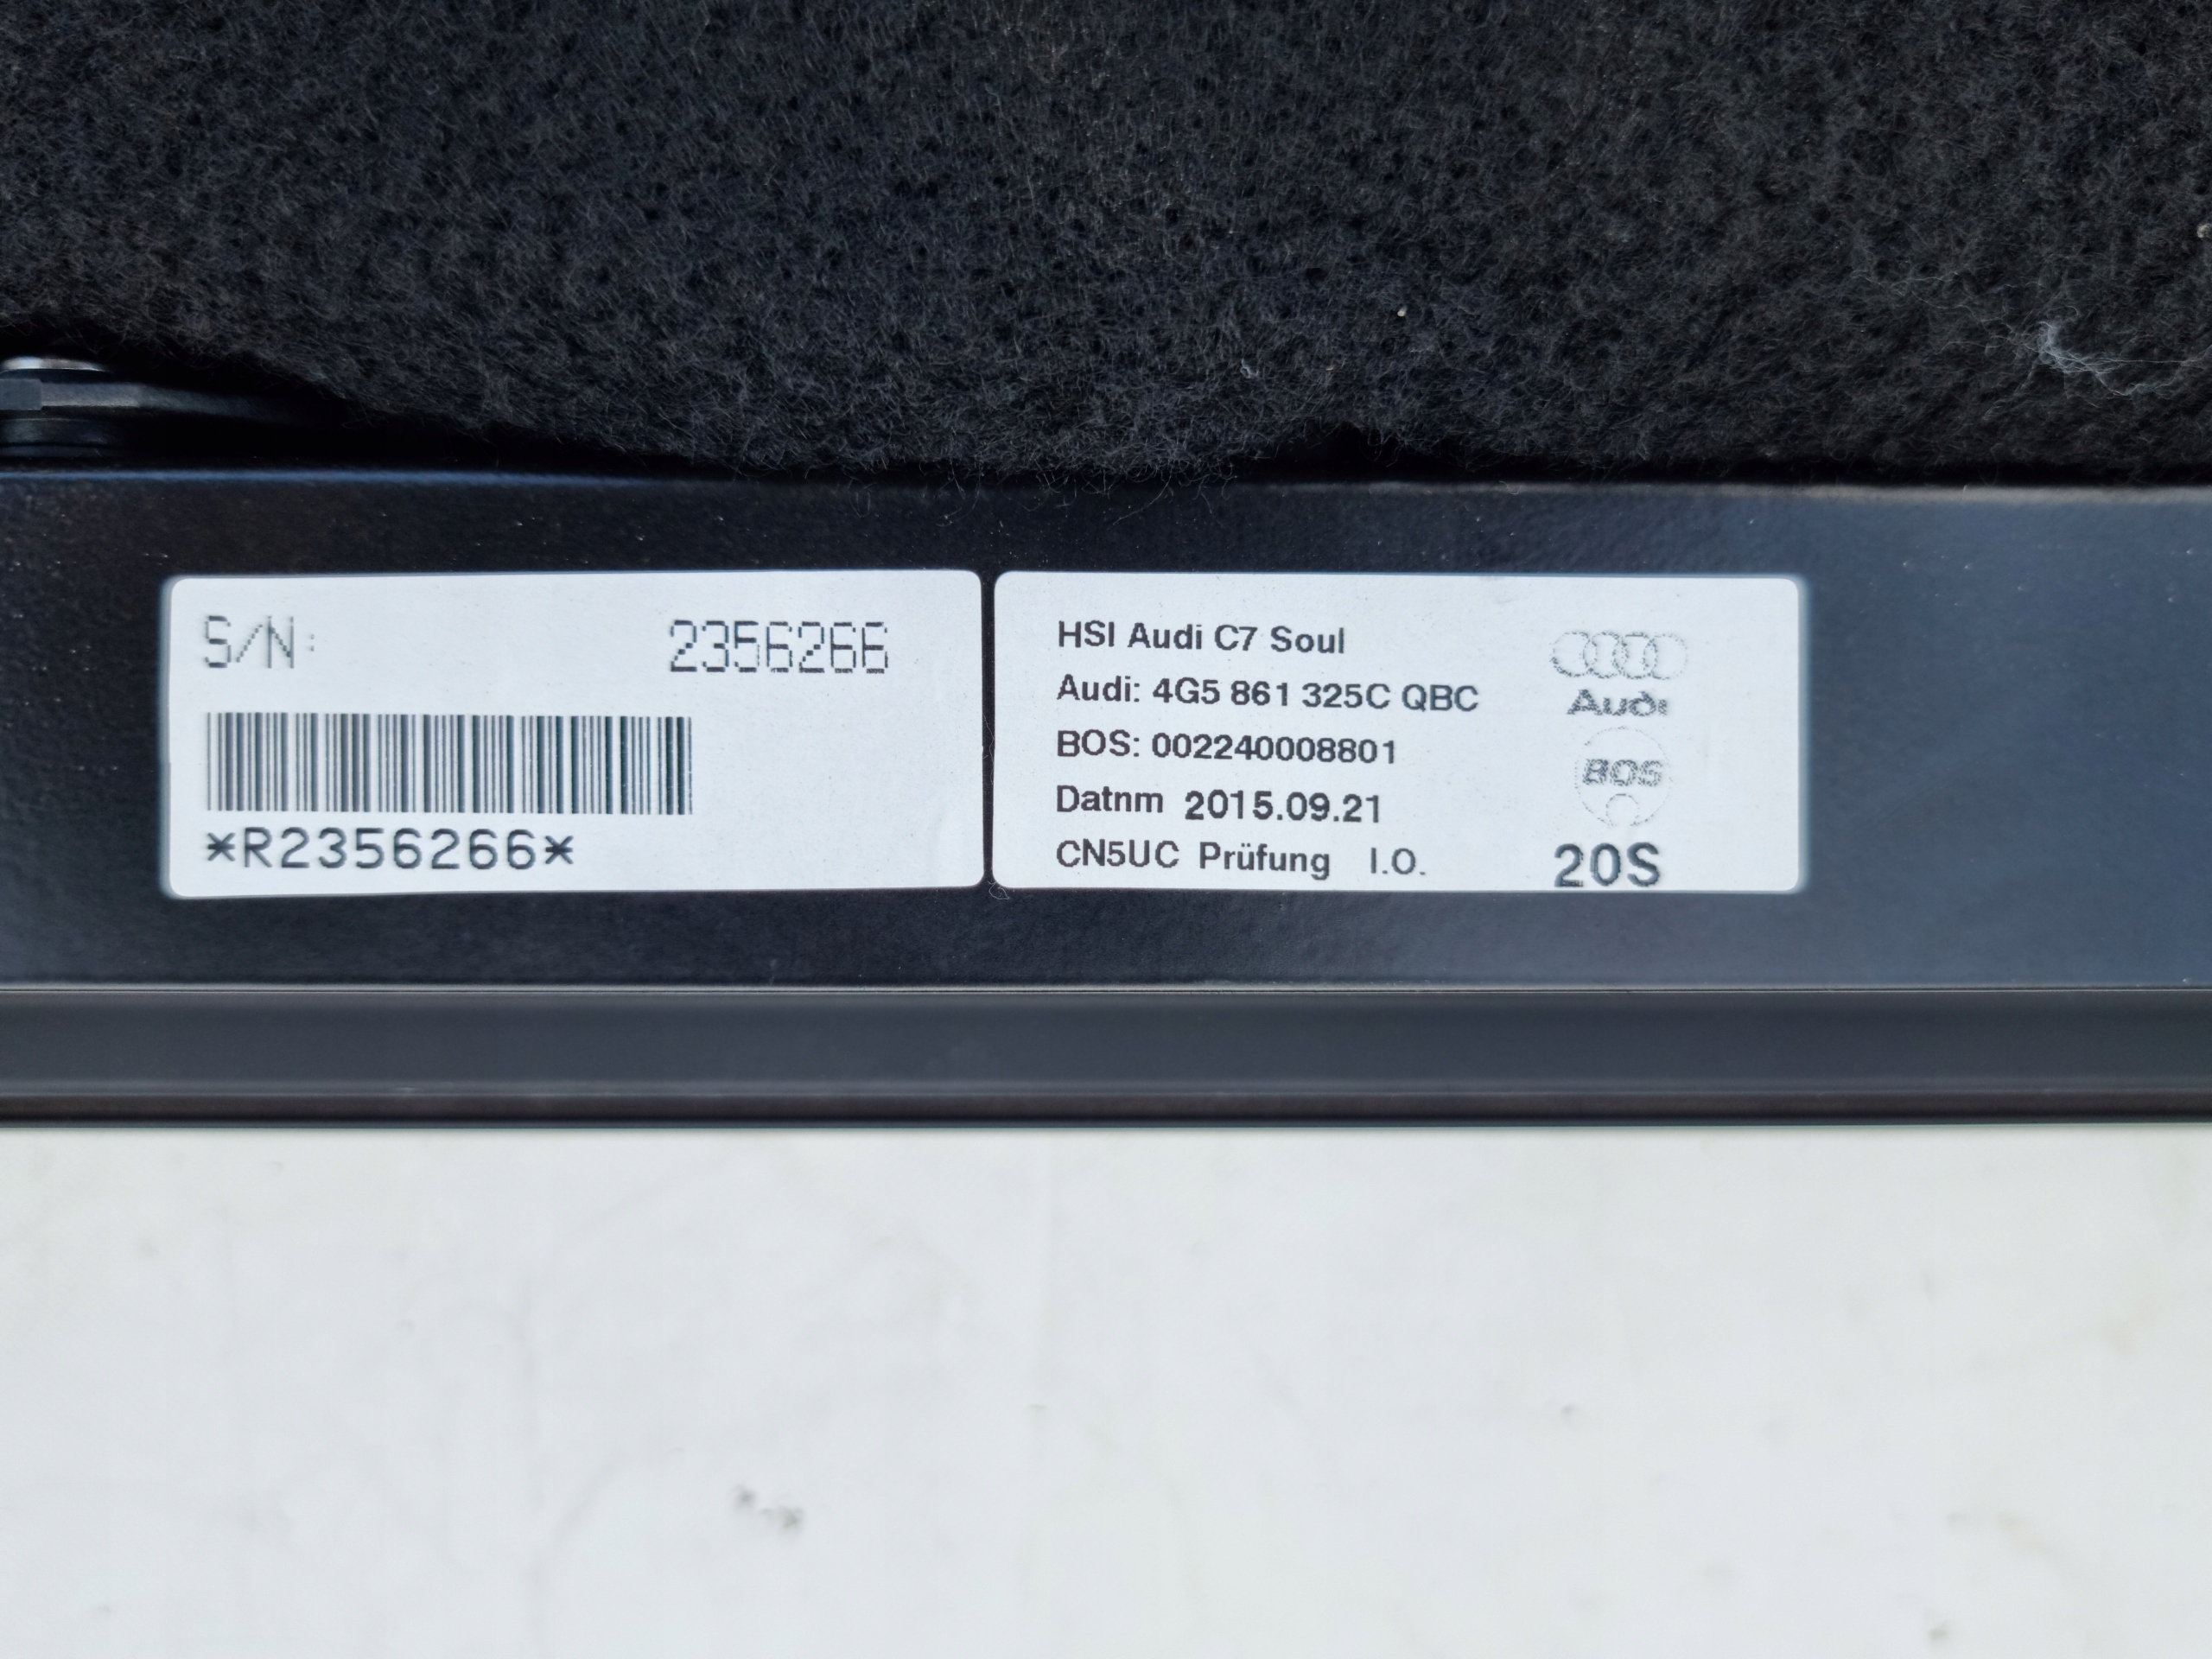 S/N: 2356266
*R2356266*
HSI Audi C7 Soul
Audi: 4G5 861 325C QBC
BOS: 002240008801
Datnm 2015.09.21
CN5UC Prüfung I.O.
Audi
BOS
20S